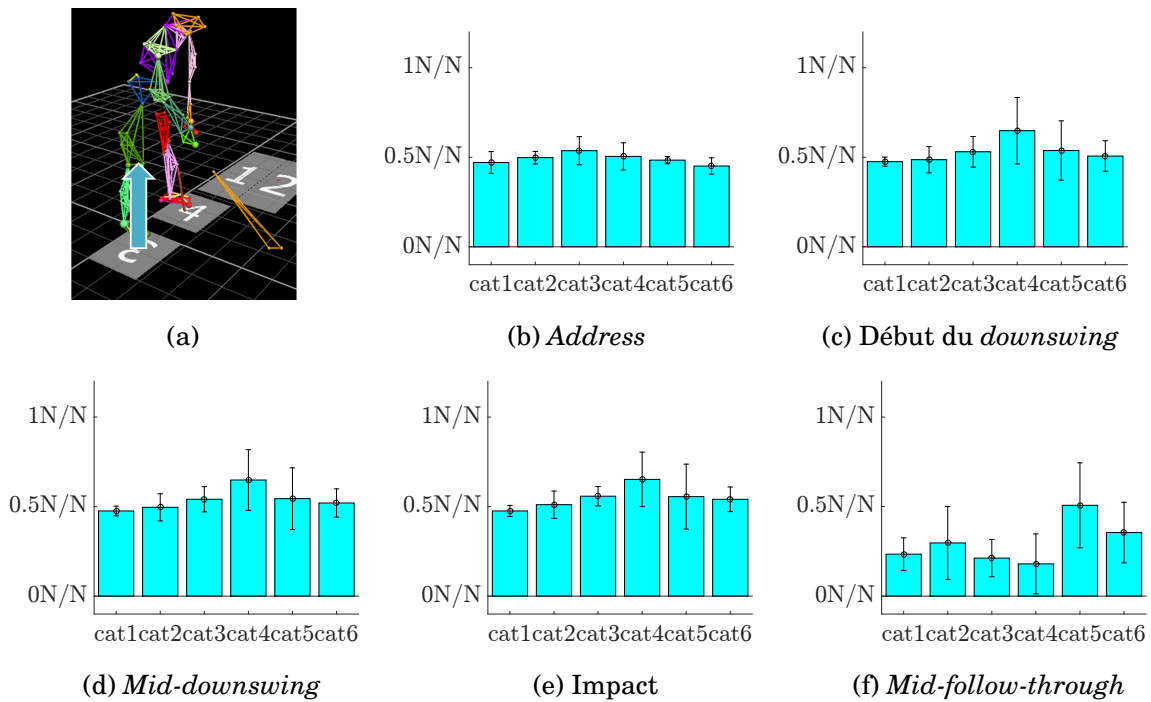 1
2
4
3
(a)
1N/N
0.5N/N
0N/N
cat1cat2cat3cat4cat5cat6
(b) Address
1N/N
0.5N/N
0N/N
cat1cat2cat3cat4cat5cat6
(c) Début du downswing
1N/N
0.5N/N
0N/N
cat1cat2cat3cat4cat5cat6
(d) Mid-downswing
1N/N
0.5N/N
0N/N
cat1cat2cat3cat4cat5cat6
(e) Impact
1N/N
0.5N/N
0N/N
cat1cat2cat3cat4cat5cat6
(f) Mid-follow-through